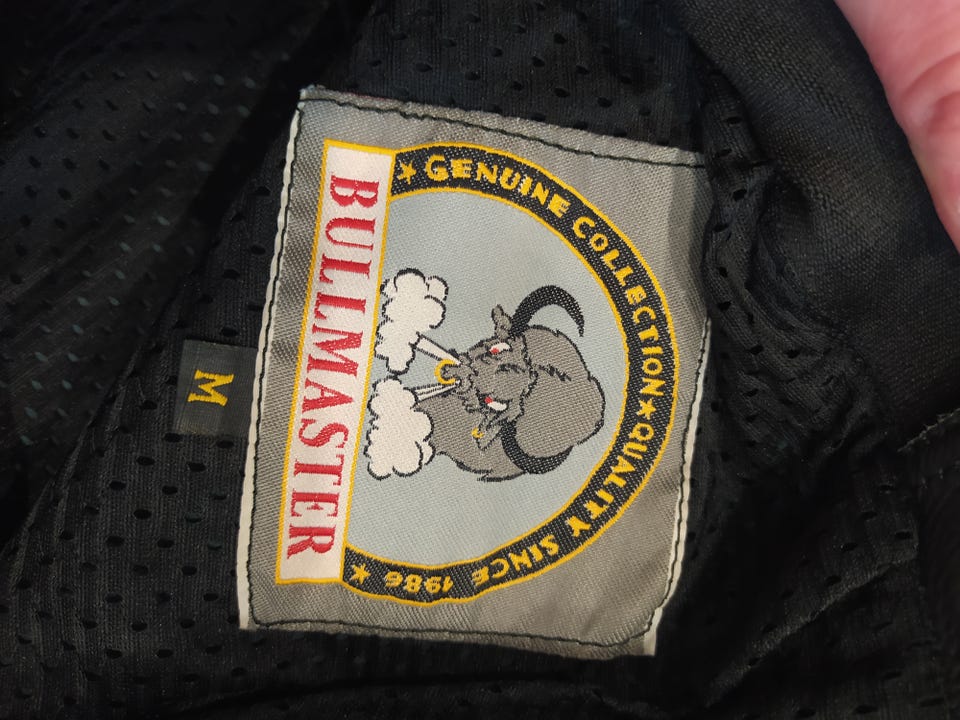 ★ GENUINE COLLECTION ★ QUALITY SINCE 1986 ★
BULLMASTER
M